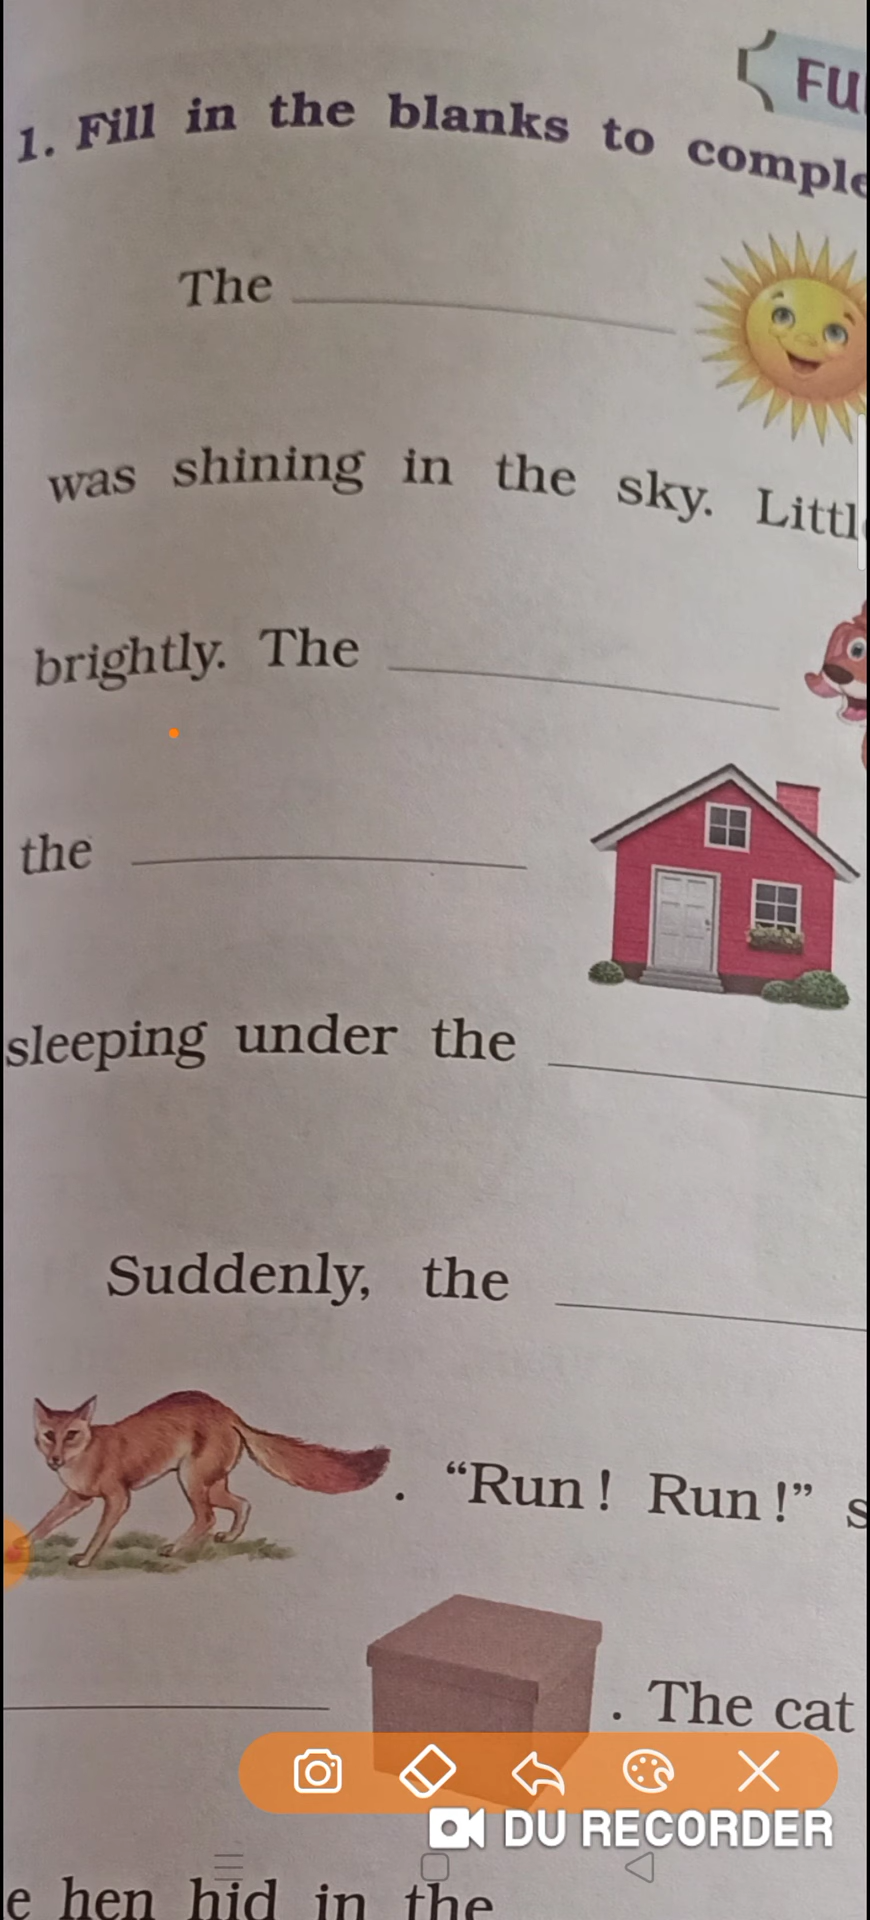 FU
1. Fill in the blanks to comple
The
was shining in the sky. Littl
brightly. The
the
sleeping under the
Suddenly, the
. “Run! Run!” s
. The cat
DU RECORDER
e hen hid in the